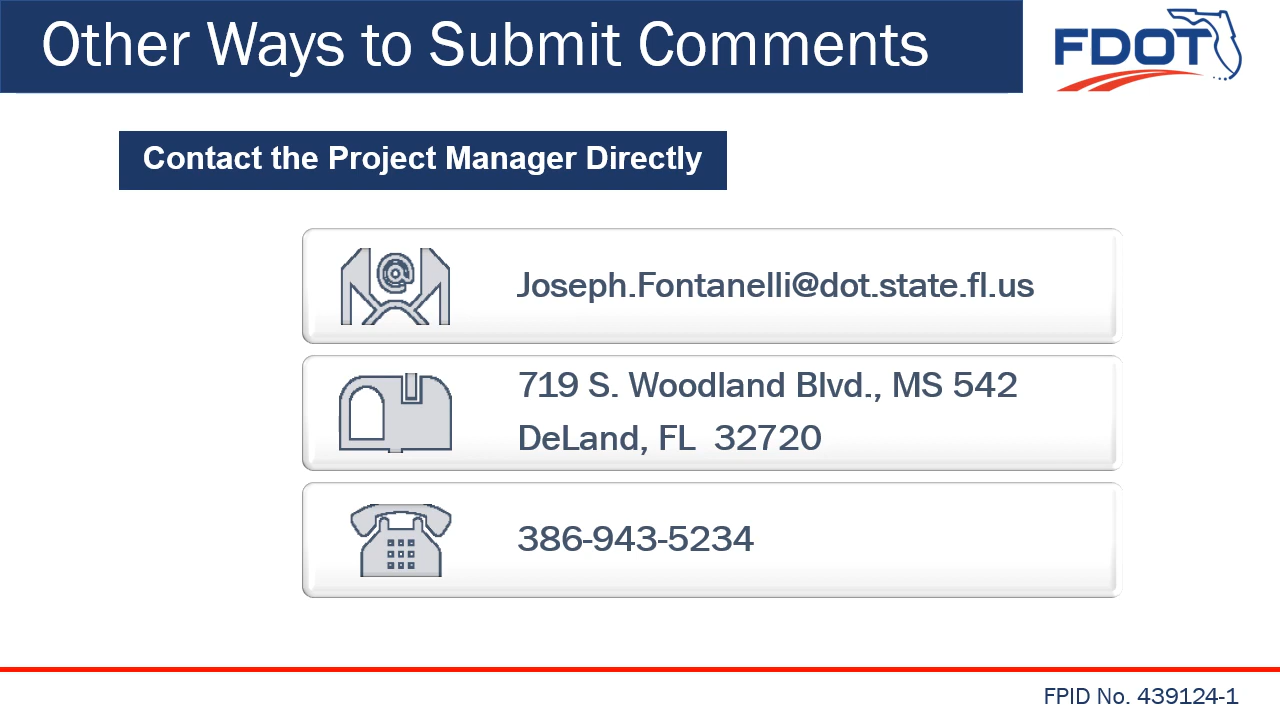 Other Ways to Submit Comments
FDOT
Contact the Project Manager Directly
@
Joseph.Fontanelli@dot.state.fl.us
719 S. Woodland Blvd., MS 542
DeLand, FL  32720
386-943-5234
FPID No. 439124-1